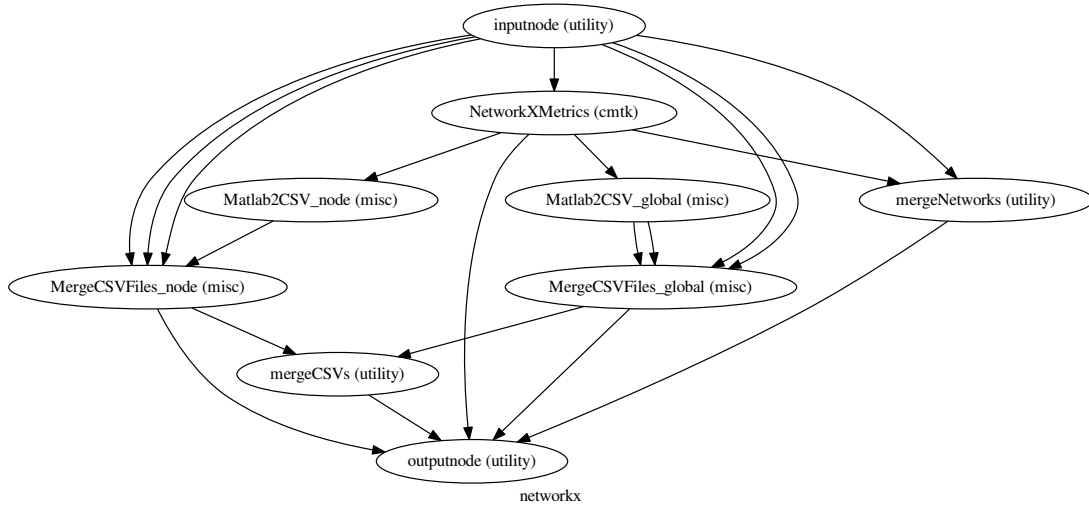 inputnode (utility)
NetworkXMetrics (cmtk)
Matlab2CSV_node (misc)
Matlab2CSV_global (misc)
mergeNetworks (utility)
MergeCSVFiles_node (misc)
MergeCSVFiles_global (misc)
mergeCSVs (utility)
outputnode (utility)
networkx